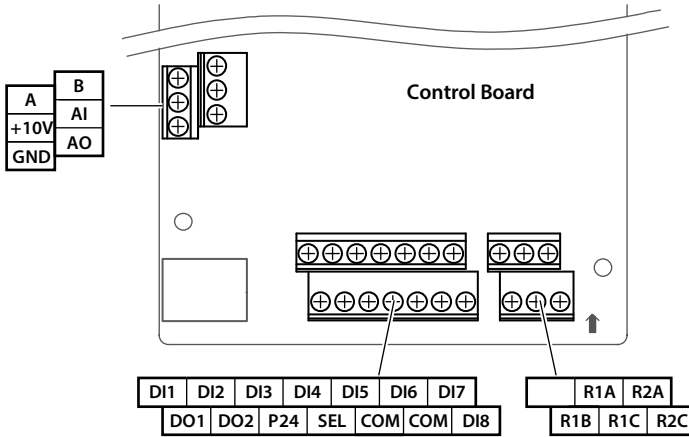 Control Board
B
A
AI
+10V
AO
GND
DI1 DI2 DI3 DI4 DI5 DI6 DI7
DO1 DO2 P24 SEL COM COM DI8
R1A R2A
R1B R1C R2C